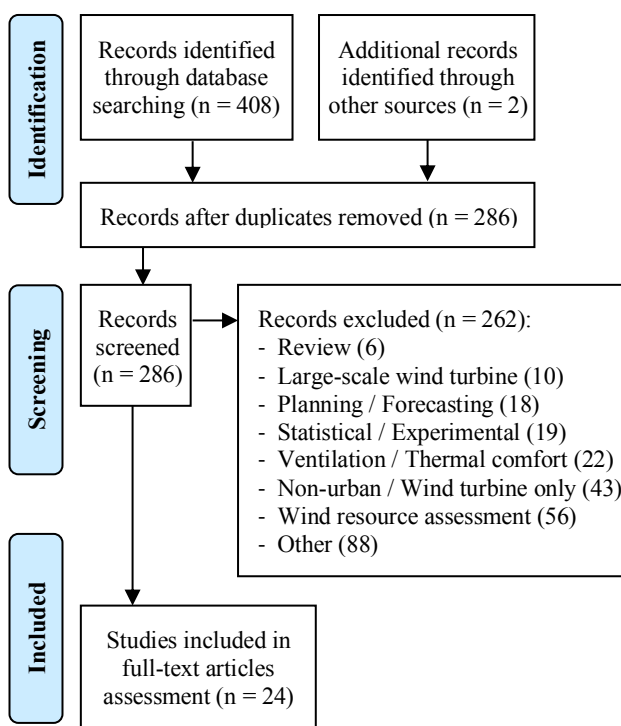 Identification
Records identified
through database
searching (n = 408)
Additional records
identified through
other sources (n = 2)
Records after duplicates removed (n = 286)
Screening
Records
screened
(n = 286)
Records excluded (n = 262):
- Review (6)
- Large-scale wind turbine (10)
- Planning / Forecasting (18)
- Statistical / Experimental (19)
- Ventilation / Thermal comfort (22)
- Non-urban / Wind turbine only (43)
- Wind resource assessment (56)
- Other (88)
Included
Studies included in
full-text articles
assessment (n = 24)